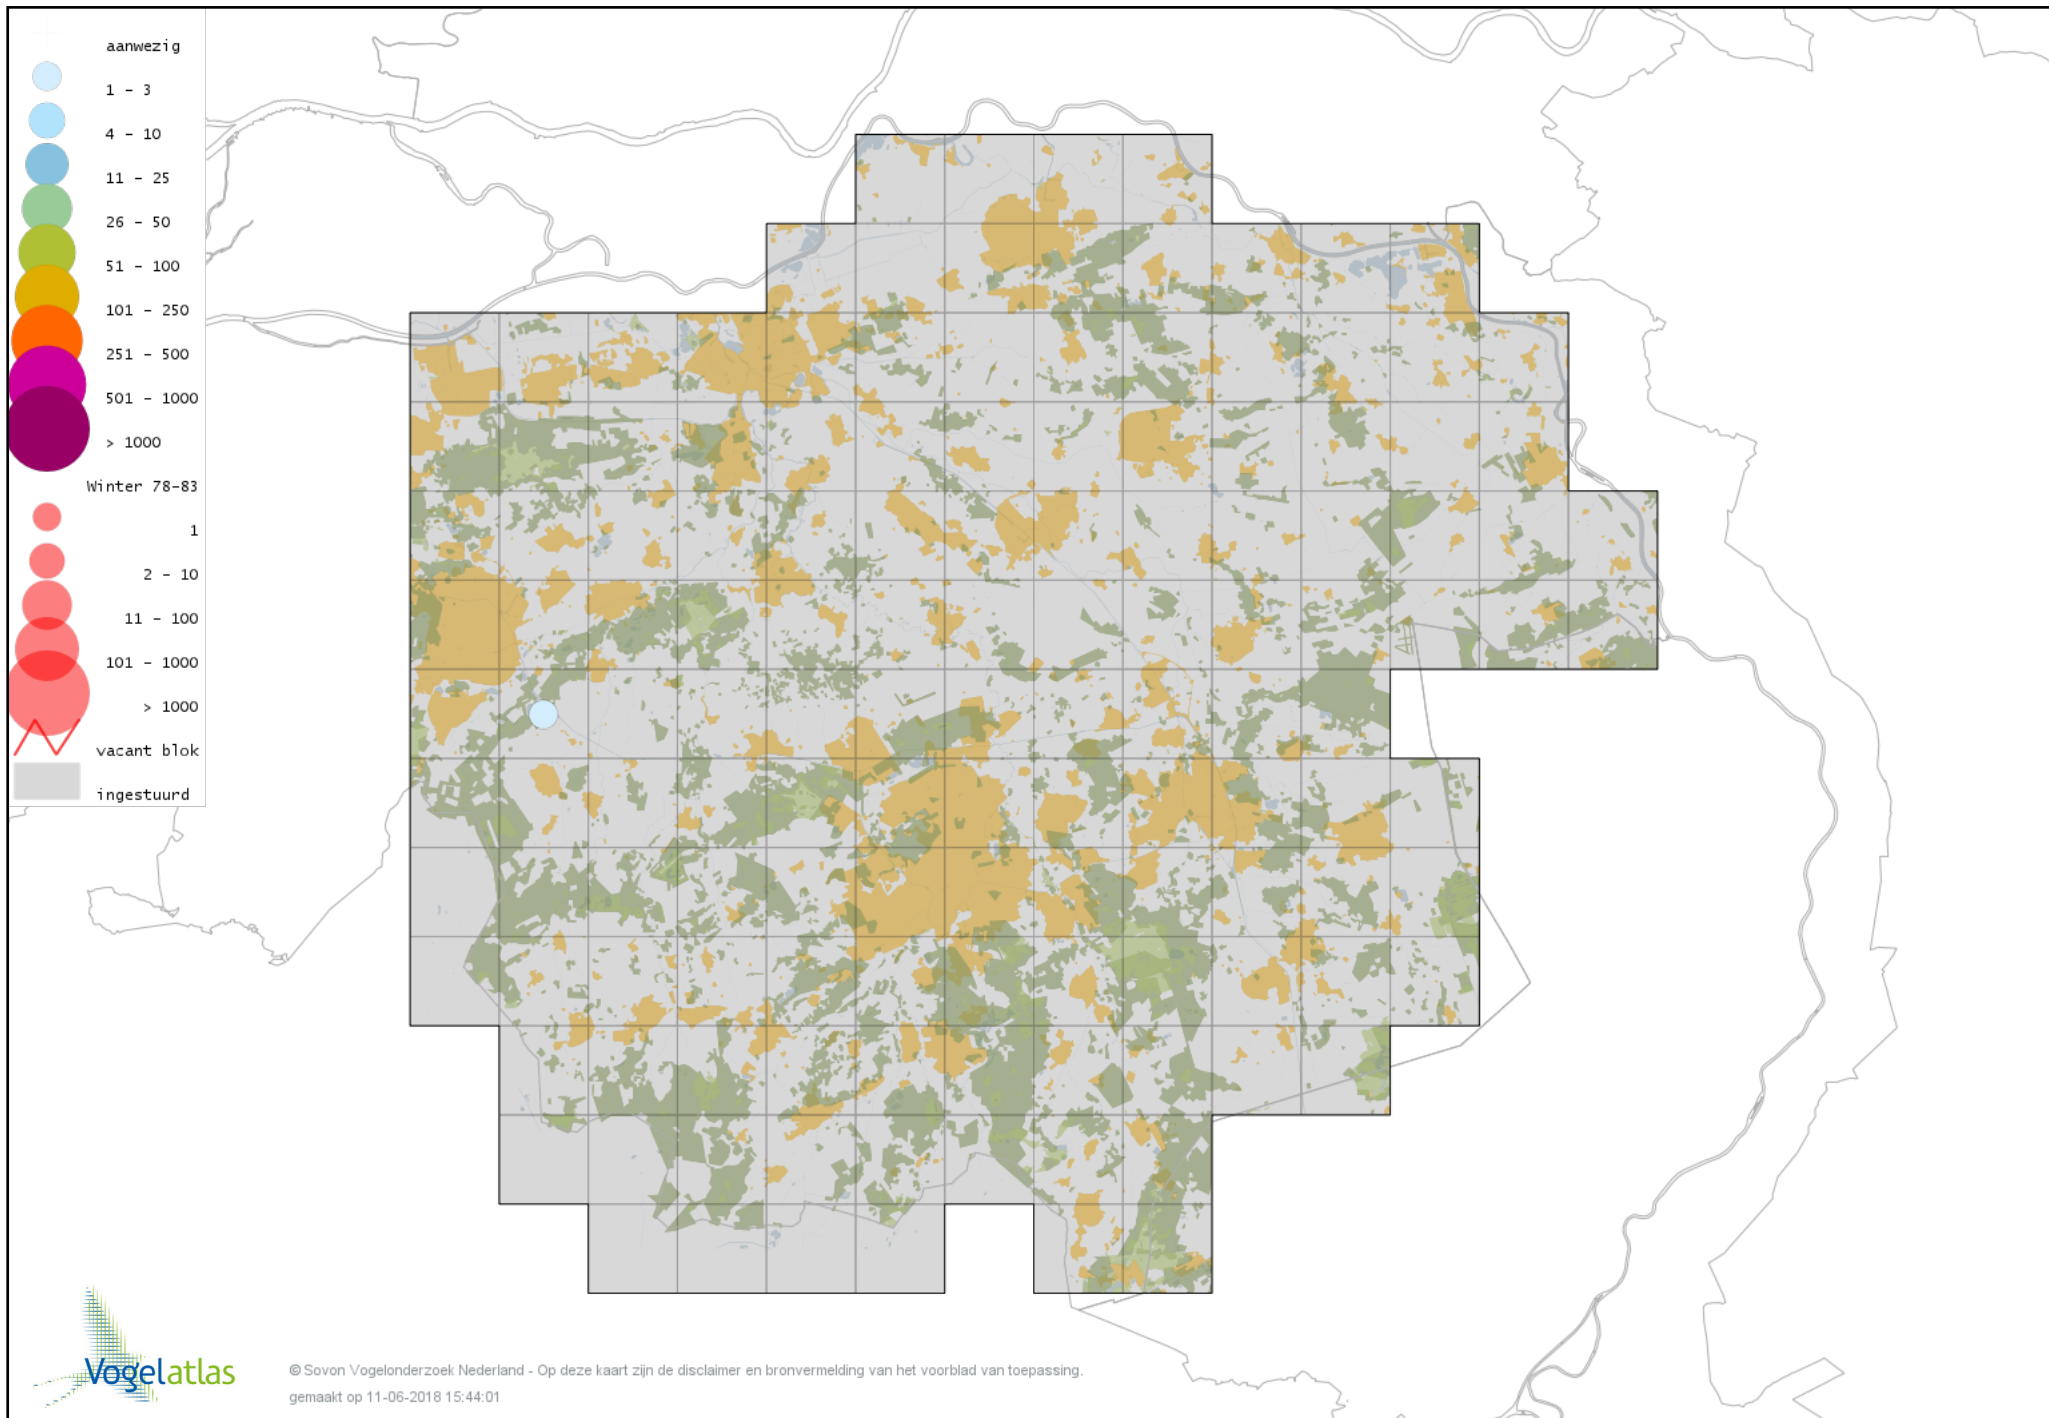 aanwezig
1 - 3
4 - 10
11 - 25
26 - 50
51 - 100
101 - 250
251 - 500
501 - 1000
> 1000
Winter 78-83
1
2 - 10
11 - 100
101 - 1000
> 1000
vacant blok
ingestuurd
Vogelatlas
© Sovon Vogelonderzoek Nederland - Op deze kaart zijn de disclaimer en bronvermelding van het voorblad van toepassing.
gemaakt op 11-06-2018 15:44:01